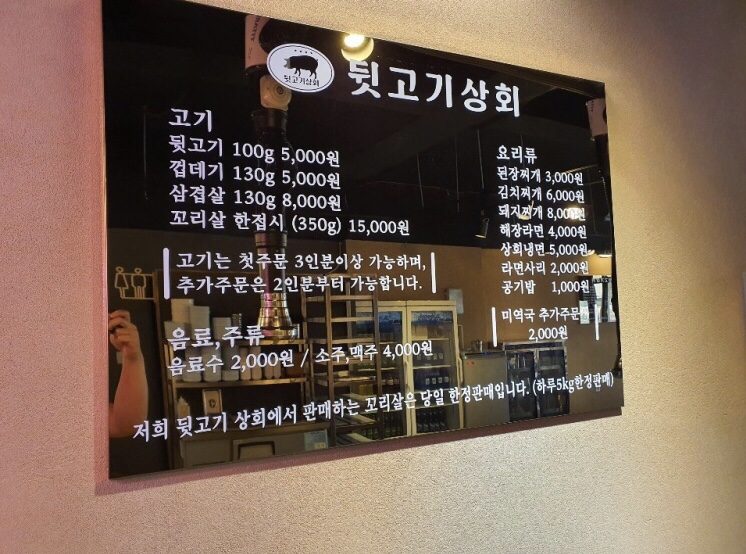 뒷고기상회
뒷고기상회
고기
뒷고기 100g 5,000원
껍데기 130g 5,000원
삼겹살 130g 8,000원
꼬리살 한접시 (350g) 15,000원
고기는 첫주문 3인분이상 가능하며,
추가주문은 2인분부터 가능합니다.
음료,주류
음료수 2,000원 / 소주,맥주 4,000원
요리류
된장찌개 3,000원
김치찌개 6,000원
돼지찌개 8,000원
해장라면 4,000원
상회냉면 5,000원
라면사리 2,000원
공기밥 1,000원
미역국 추가주문
2,000원
저희 뒷고기 상회에서 판매하는 꼬리살은 당일 한정판매입니다. (하루5kg한정판매)